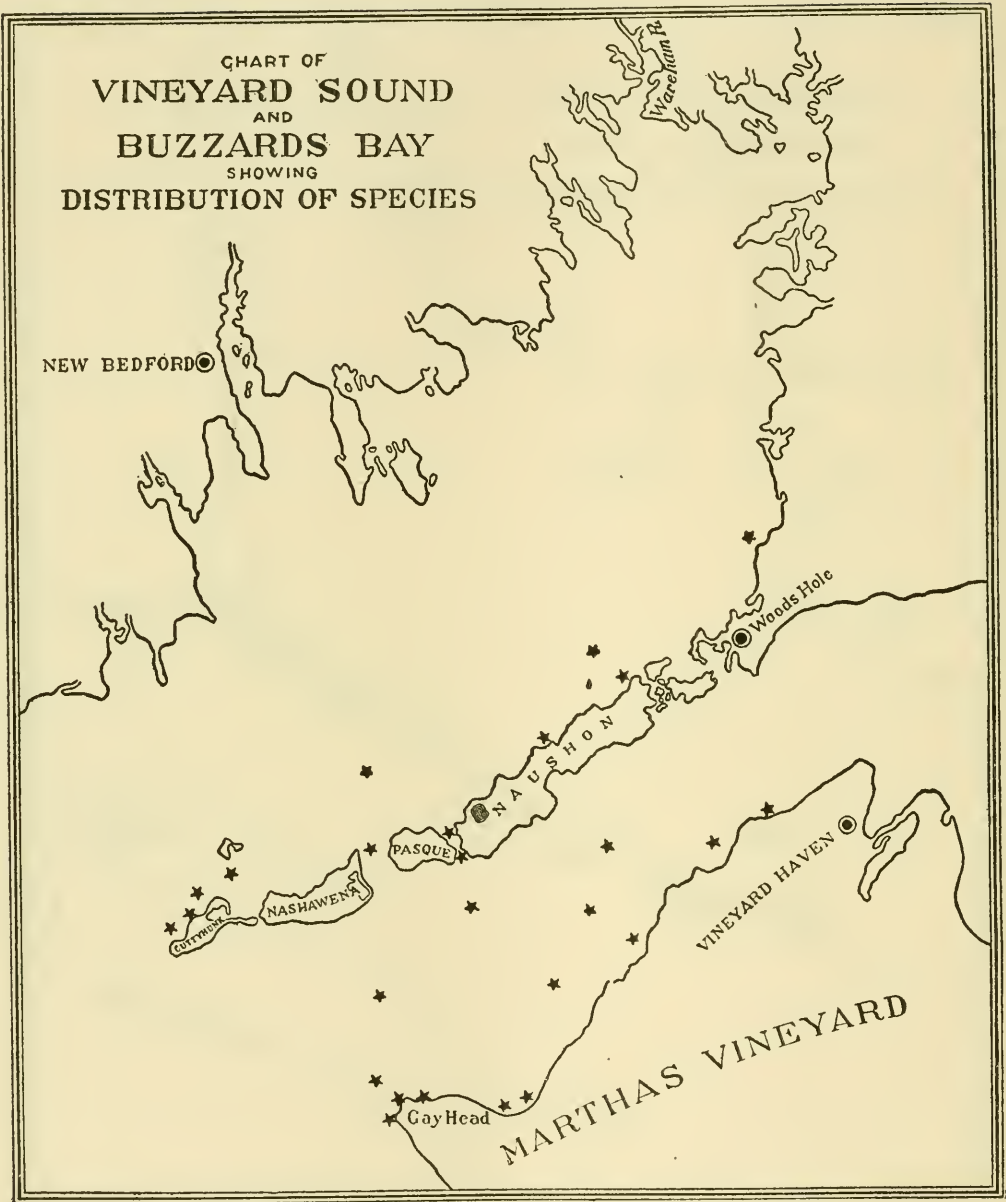 CHART OF
VINEYARD SOUND
AND
BUZZARDS BAY
SHOWING
DISTRIBUTION OF SPECIES
Wareham R.
NEW BEDFORD
Woods Hole
NAUSHON
PASQUE
NASHAWENA
CUTTYHUNK
VINEYARD HAVEN
MARTHAS VINEYARD
Gay Head